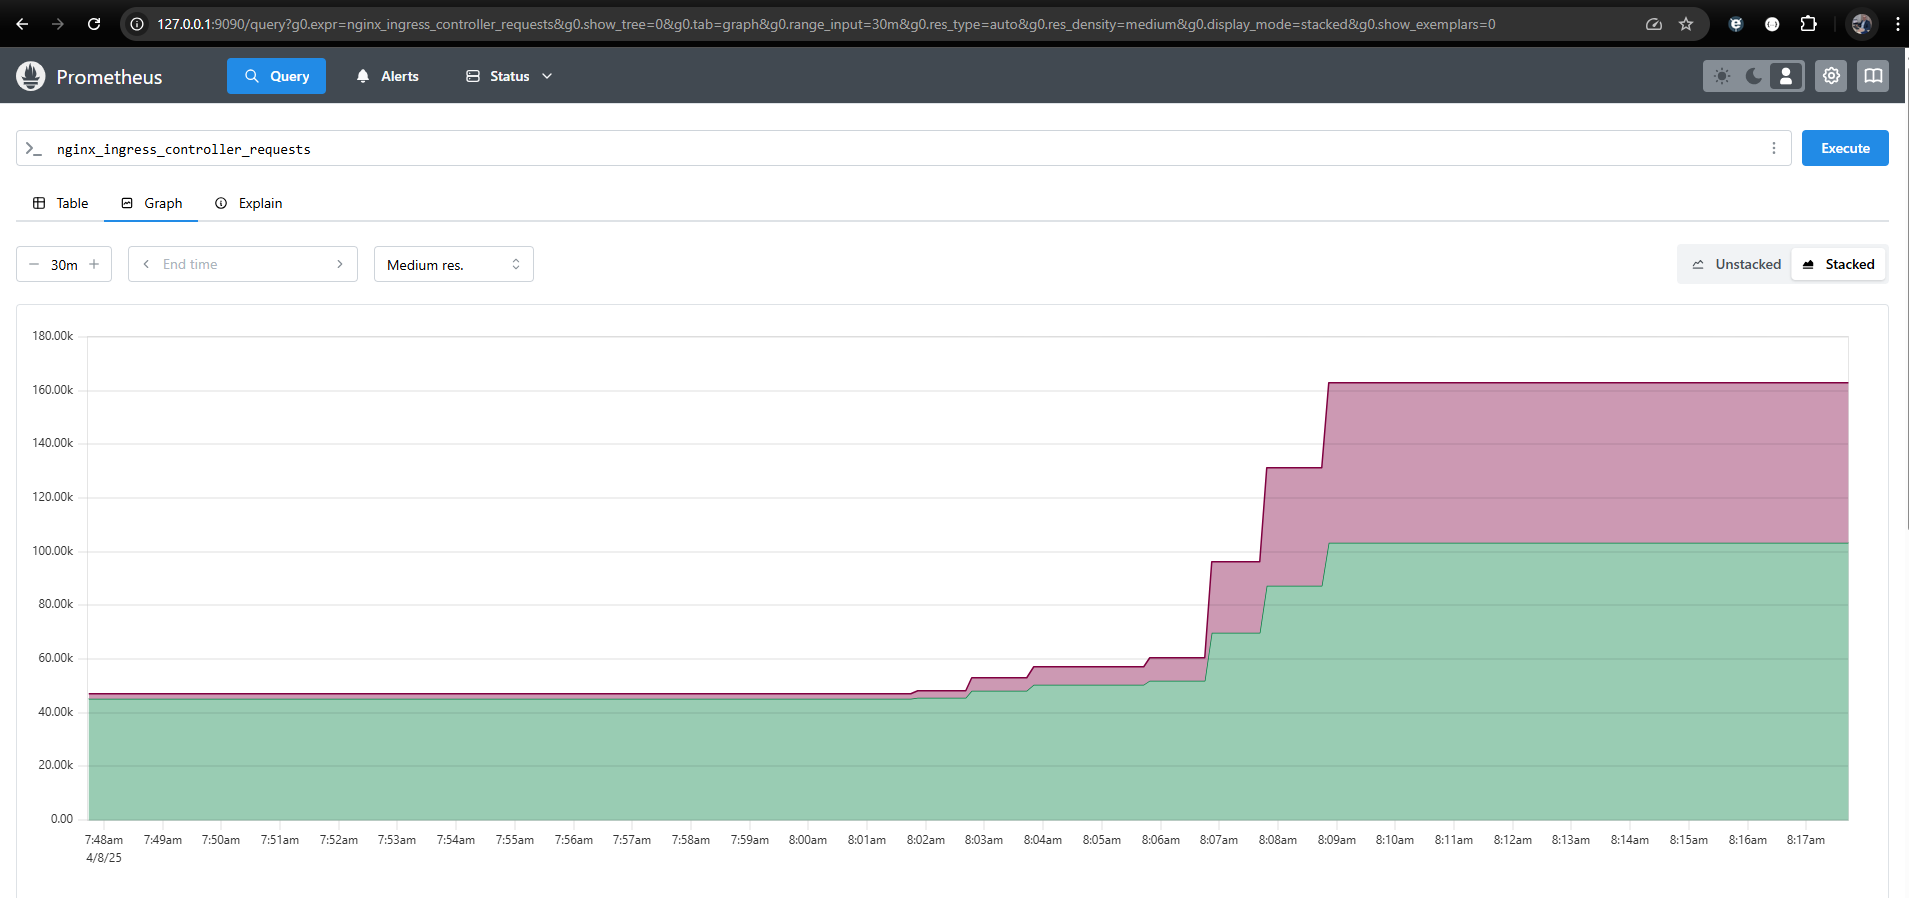 127.0.0.1:9090/query?g0.expr=nginx_ingress_controller_requests&g0.show_tree=0&g0.tab=graph&g0.range_input=30m&g0.res_type=auto&g0.res_density=medium&g0.display_mode=stacked&g0.show_exemplars=0
Prometheus Query Alerts Status
nginx_ingress_controller_requests Execute
Table Graph Explain
30m End time Medium res. Unstacked Stacked
180.00k
160.00k
140.00k
120.00k
100.00k
80.00k
60.00k
40.00k
20.00k
0.00
7:48am 7:49am 7:50am 7:51am 7:52am 7:53am 7:54am 7:55am 7:56am 7:57am 7:58am 7:59am 8:00am 8:01am 8:02am 8:03am 8:04am 8:05am 8:06am 8:07am 8:08am 8:09am 8:10am 8:11am 8:12am 8:13am 8:14am 8:15am 8:16am 8:17am
4/8/25